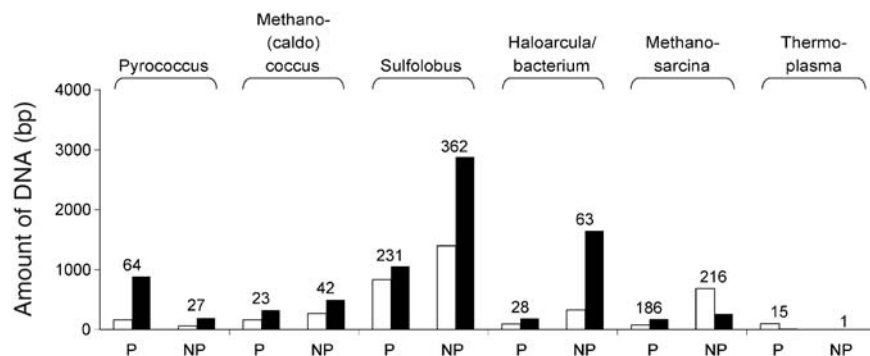 Methano-
(caldo)
coccus
Pyrococcus
Sulfolobus
Haloarcula/
bacterium
Methano-
sarcina
Thermo-
plasma
Amount of DNA (bp)
4000
3000
2000
1000
0
64
27
23
42
231
362
28
63
186
216
15
1
P NP P NP P NP P NP P NP P NP